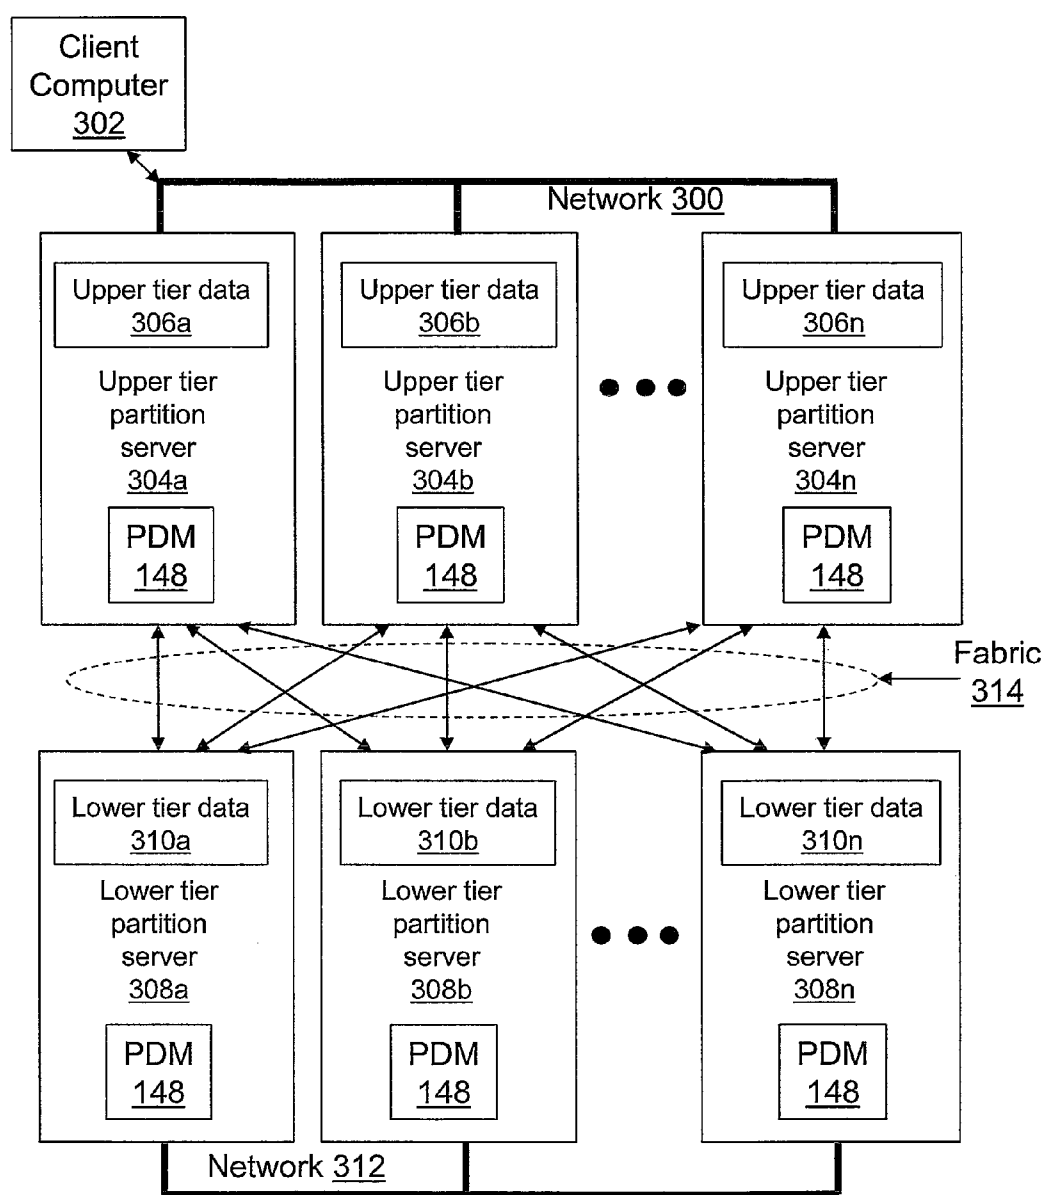 Client
Computer
302
Network 300
Upper tier data
306a
Upper tier
partition
server
304a
PDM
148
Upper tier data
306b
Upper tier
partition
server
304b
PDM
148
Upper tier data
306n
Upper tier
partition
server
304n
PDM
148
Fabric
314
Lower tier data
310a
Lower tier
partition
server
308a
PDM
148
Lower tier data
310b
Lower tier
partition
server
308b
PDM
148
Lower tier data
310n
Lower tier
partition
server
308n
PDM
148
Network 312